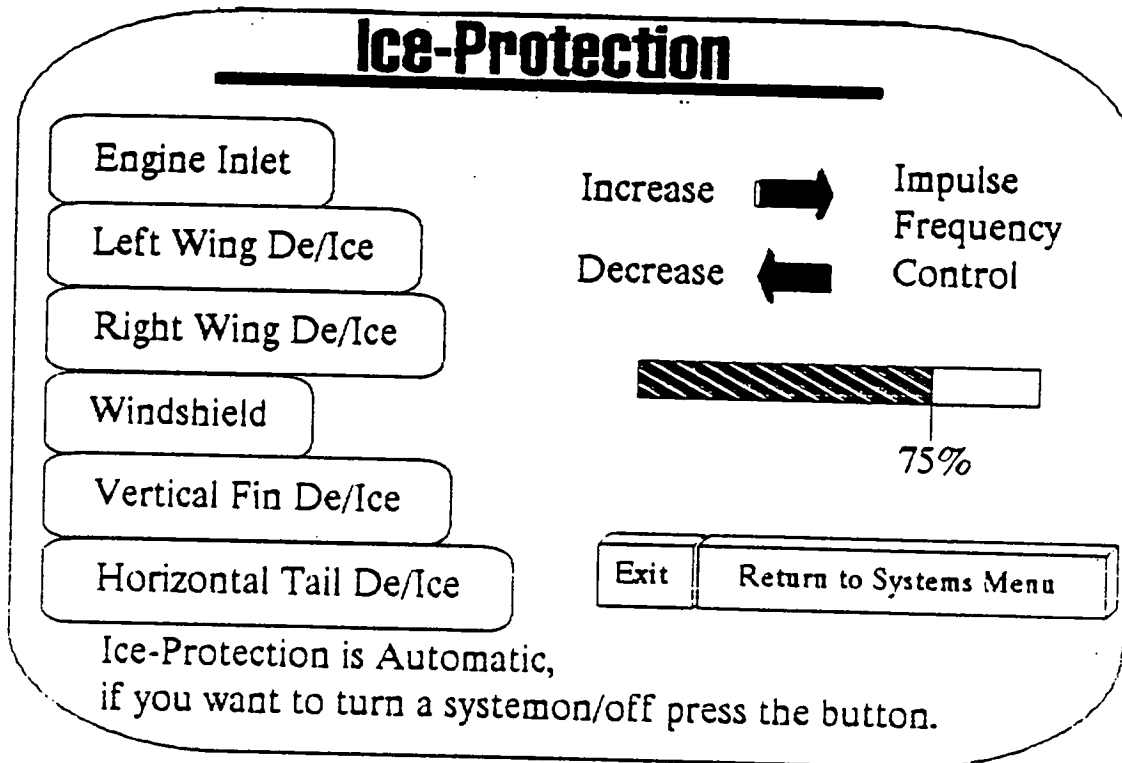 Ice-Protection
Engine Inlet
Left Wing De/Ice
Right Wing De/Ice
Windshield
Vertical Fin De/Ice
Horizontal Tail De/Ice
Increase
Decrease
Impulse
Frequency
Control
75%
Exit
Return to Systems Menu
Ice-Protection is Automatic,
if you want to turn a systemon/off press the button.